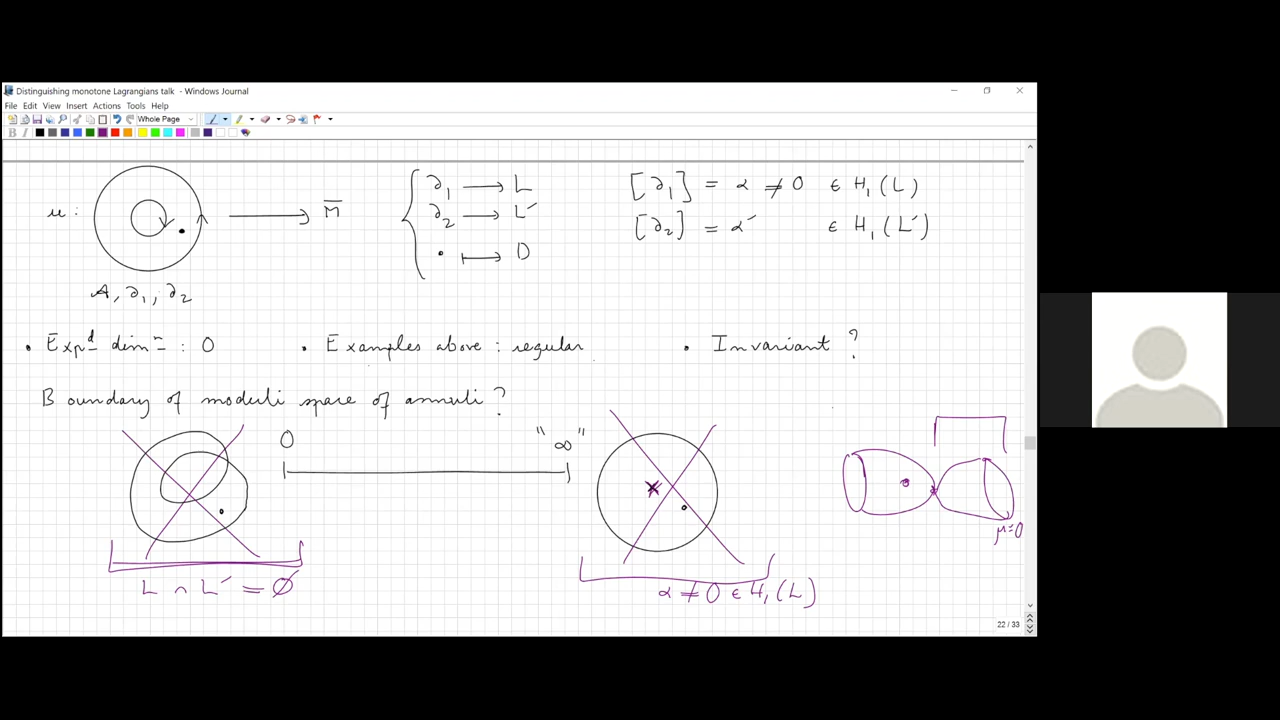 Distinguishing monotone Lagrangians talk - Windows Journal
File Edit View Insert Actions Tools Help
Whole Page
B I
u : ⟶ M̅
∂₁ ⟶ L
∂₂ ⟶ L′
• ⟼ D
[∂₁] = α ≠ 0 ∈ H₁(L)
[∂₂] = α′ ∈ H₁(L′)
A, ∂₁, ∂₂
• Expᵈ dimⁿ : 0 • Examples above : regular • Invariant ?
Boundary of moduli space of annuli ?
0 "∞"
μ=0
L ∩ L′ = ∅
α ≠ 0 ∈ H₁(L)
22 / 33